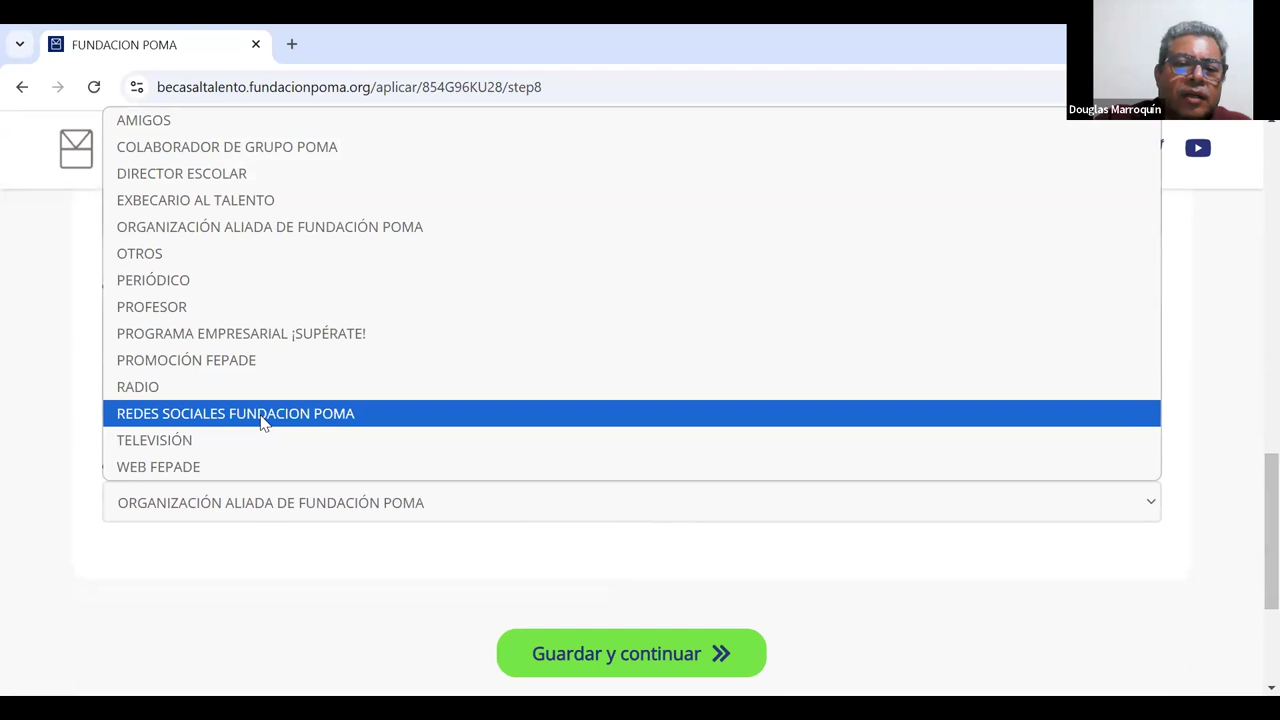 FUNDACION POMA
becasaltalento.fundacionpoma.org/aplicar/854G96KU28/step8
Douglas Marroquín
AMIGOS
COLABORADOR DE GRUPO POMA
DIRECTOR ESCOLAR
EXBECARIO AL TALENTO
ORGANIZACIÓN ALIADA DE FUNDACIÓN POMA
OTROS
PERIÓDICO
PROFESOR
PROGRAMA EMPRESARIAL ¡SUPÉRATE!
PROMOCIÓN FEPADE
RADIO
REDES SOCIALES FUNDACION POMA
TELEVISIÓN
WEB FEPADE
ORGANIZACIÓN ALIADA DE FUNDACIÓN POMA
Guardar y continuar